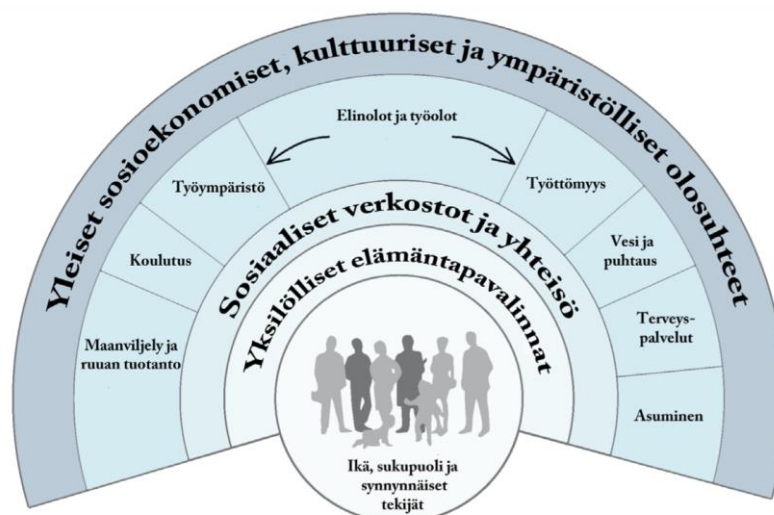 Yleiset sosioekonomiset, kulttuuriset ja ympäristölliset olosuhteet
Elinolot ja työolot
Työympäristö
Työttömyys
Koulutus
Vesi ja
puhtaus
Maanviljely ja
ruuan tuotanto
Terveys-
palvelut
Asuminen
Sosiaaliset verkostot ja yhteisö
Yksilölliset elämäntapavalinnat
Ikä, sukupuoli ja
synnynnäiset
tekijät